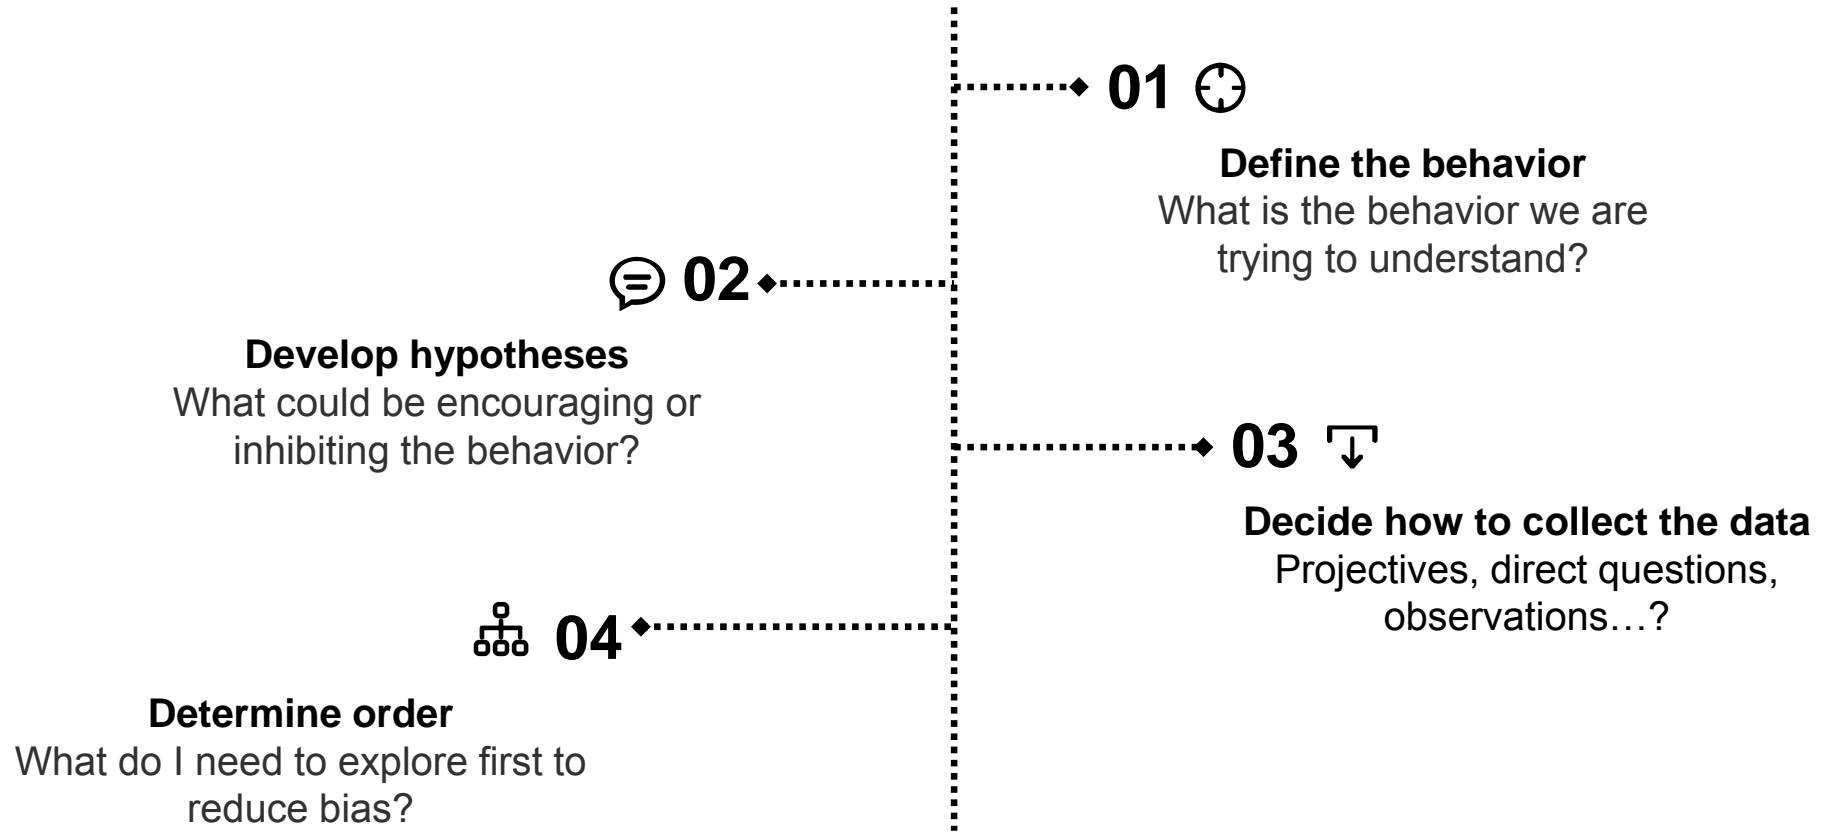 01
Define the behavior
What is the behavior we are
trying to understand?
02
Develop hypotheses
What could be encouraging or
inhibiting the behavior?
03
Decide how to collect the data
Projectives, direct questions,
observations…?
04
Determine order
What do I need to explore first to
reduce bias?